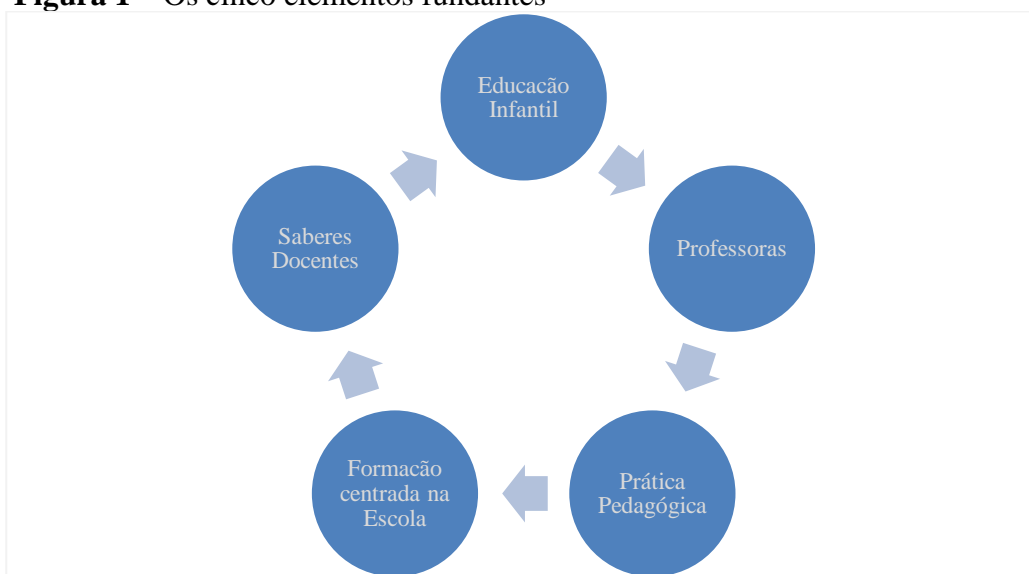 Figura 1 – Os cinco elementos fundantes
Educacão
Infantil
Professoras
Prática
Pedagógica
Formacão
centrada na
Escola
Saberes
Docentes